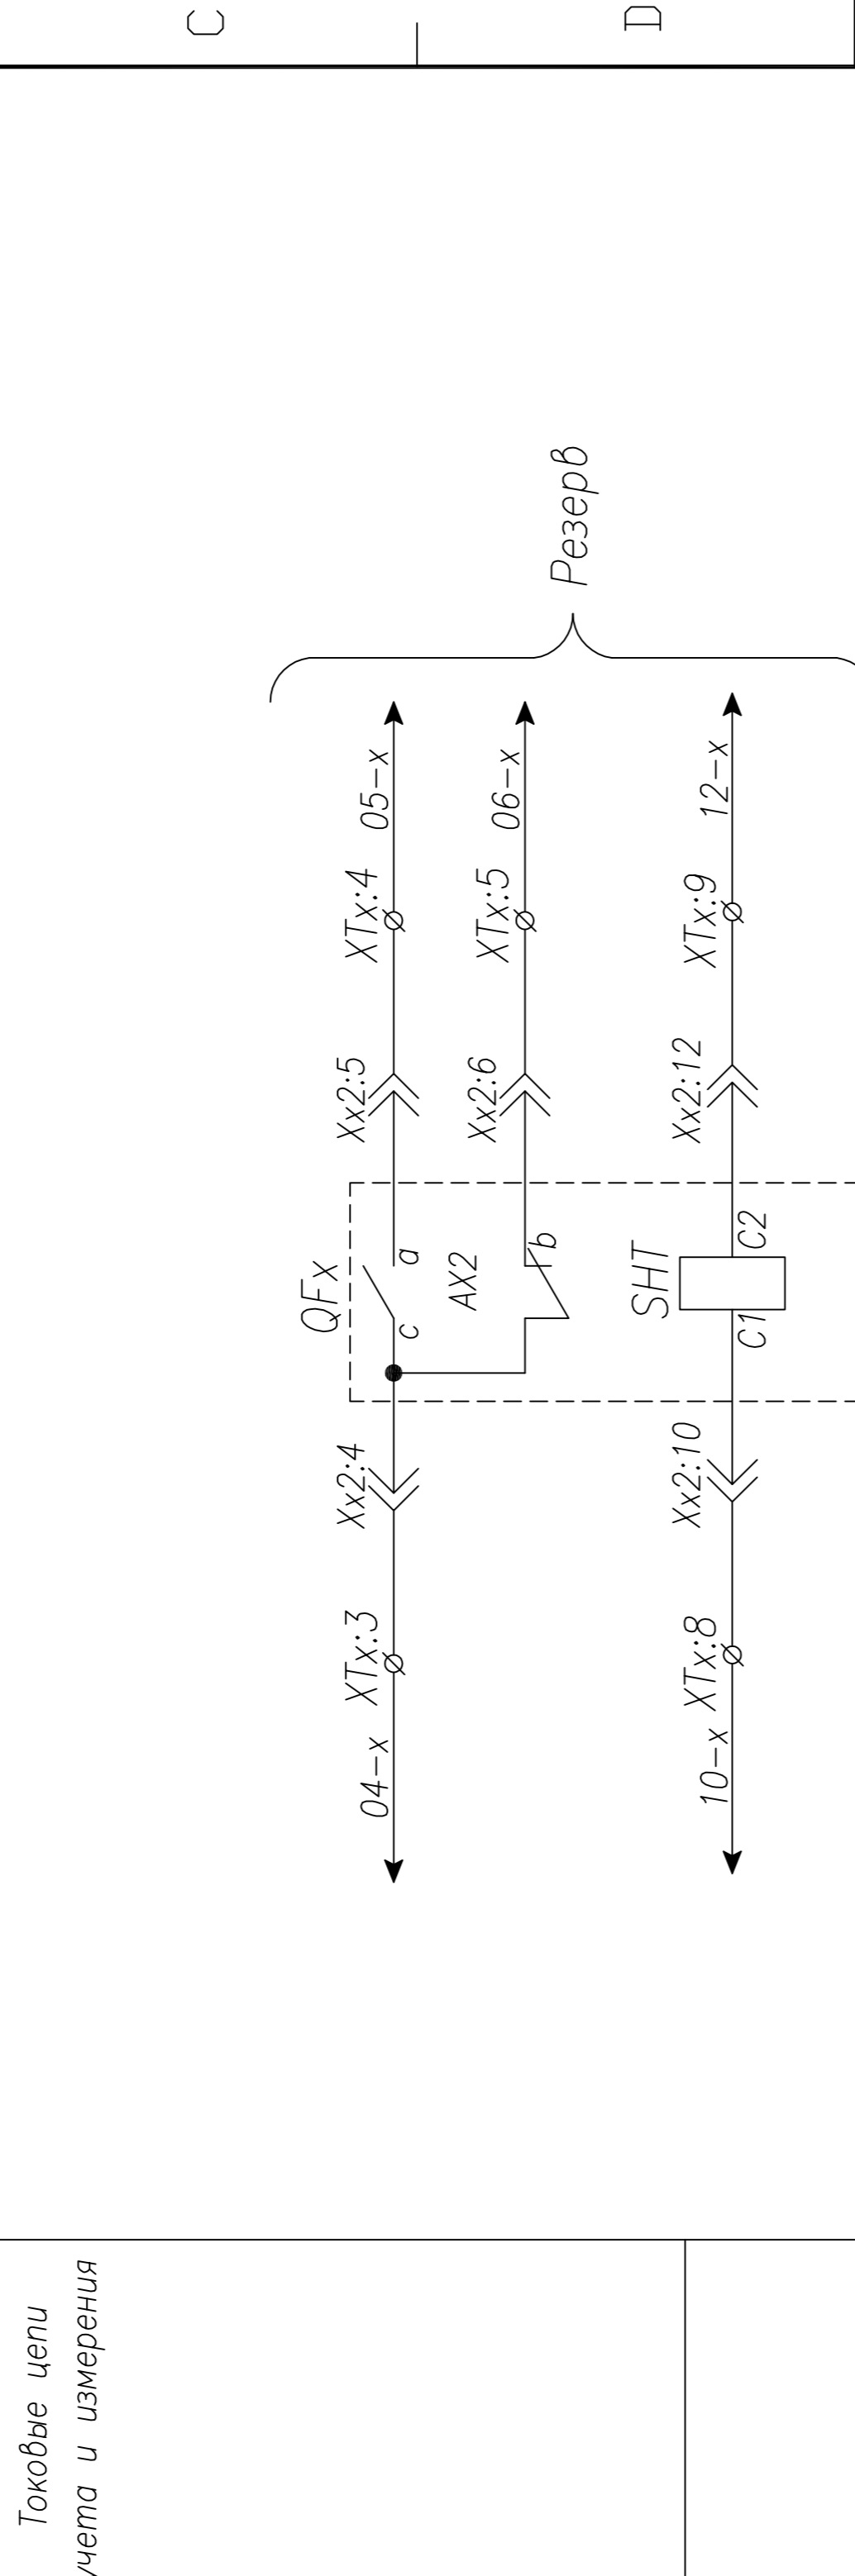 C
D
Токовые цепи
учета и измерения
QFx
04-x
XTx:3
Xx2:4
c
a
Xx2:5
XTx:4
05-x
AX2
b
Xx2:6
XTx:5
06-x
Резерв
SHT
10-x
XTx:8
Xx2:10
C1
C2
Xx2:12
XTx:9
12-x